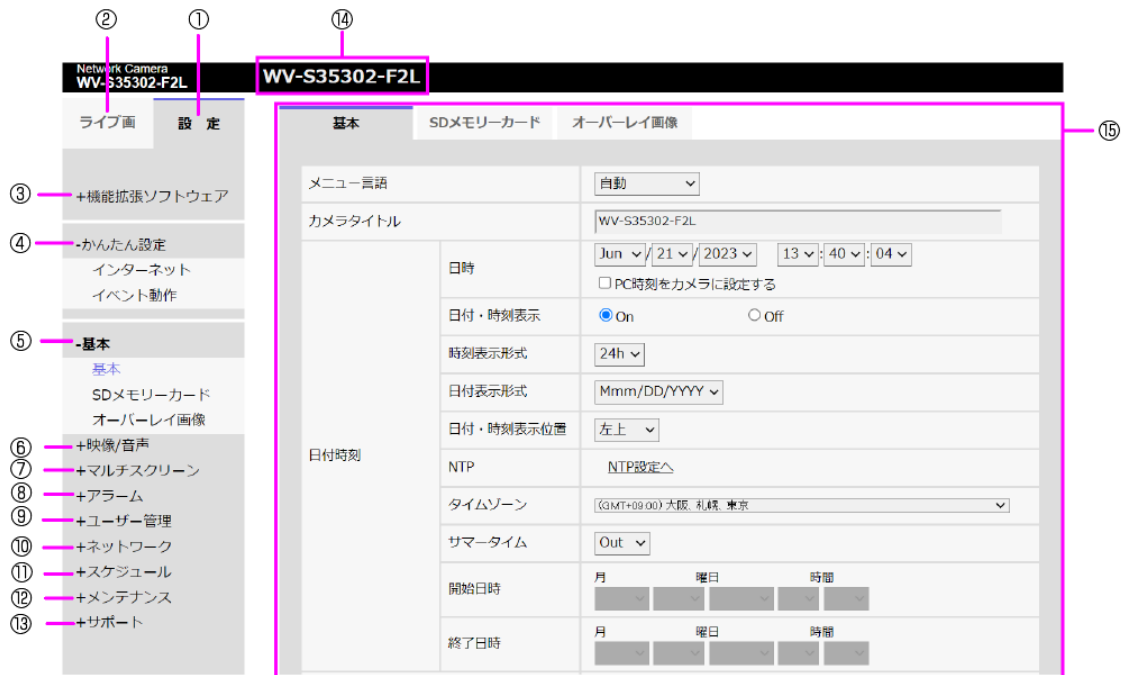 ② ① ⑭
Network Camera
WV-S35302-F2L
WV-S35302-F2L
ライブ画 設 定
基本 SDメモリーカード オーバーレイ画像
⑮
③ +機能拡張ソフトウェア
④ -かんたん設定
インターネット
イベント動作
⑤ -基本
基本
SDメモリーカード
オーバーレイ画像
⑥ +映像/音声
⑦ +マルチスクリーン
⑧ +アラーム
⑨ +ユーザー管理
⑩ +ネットワーク
⑪ +スケジュール
⑫ +メンテナンス
⑬ +サポート
メニュー言語 自動
カメラタイトル WV-S35302-F2L
日付時刻
日時 Jun / 21 / 2023 13 : 40 : 04
PC時刻をカメラに設定する
日付・時刻表示 On Off
時刻表示形式 24h
日付表示形式 Mmm/DD/YYYY
日付・時刻表示位置 左上
NTP NTP設定へ
タイムゾーン (GMT+09:00) 大阪、札幌、東京
サマータイム Out
開始日時 月 曜日 時間
終了日時 月 曜日 時間